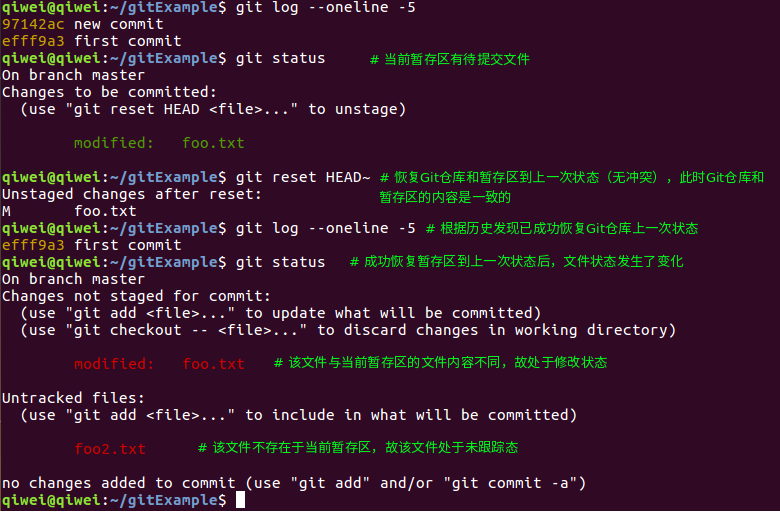 qiwei@qiwei:~/gitExample$ git log --oneline -5
97142ac new commit
efff9a3 first commit
qiwei@qiwei:~/gitExample$ git status # 当前暂存区有待提交文件
On branch master
Changes to be committed:
(use "git reset HEAD <file>..." to unstage)
modified: foo.txt
qiwei@qiwei:~/gitExample$ git reset HEAD~ # 恢复Git仓库和暂存区到上一次状态（无冲突），此时Git仓库和
Unstaged changes after reset: 暂存区的内容是一致的
M foo.txt
qiwei@qiwei:~/gitExample$ git log --oneline -5 # 根据历史发现已成功恢复Git仓库上一次状态
efff9a3 first commit
qiwei@qiwei:~/gitExample$ git status # 成功恢复暂存区到上一次状态后，文件状态发生了变化
On branch master
Changes not staged for commit:
(use "git add <file>..." to update what will be committed)
(use "git checkout -- <file>..." to discard changes in working directory)
modified: foo.txt # 该文件与当前暂存区的文件内容不同，故处于修改状态
Untracked files:
(use "git add <file>..." to include in what will be committed)
foo2.txt # 该文件不存在于当前暂存区，故该文件处于未跟踪态
no changes added to commit (use "git add" and/or "git commit -a")
qiwei@qiwei:~/gitExample$